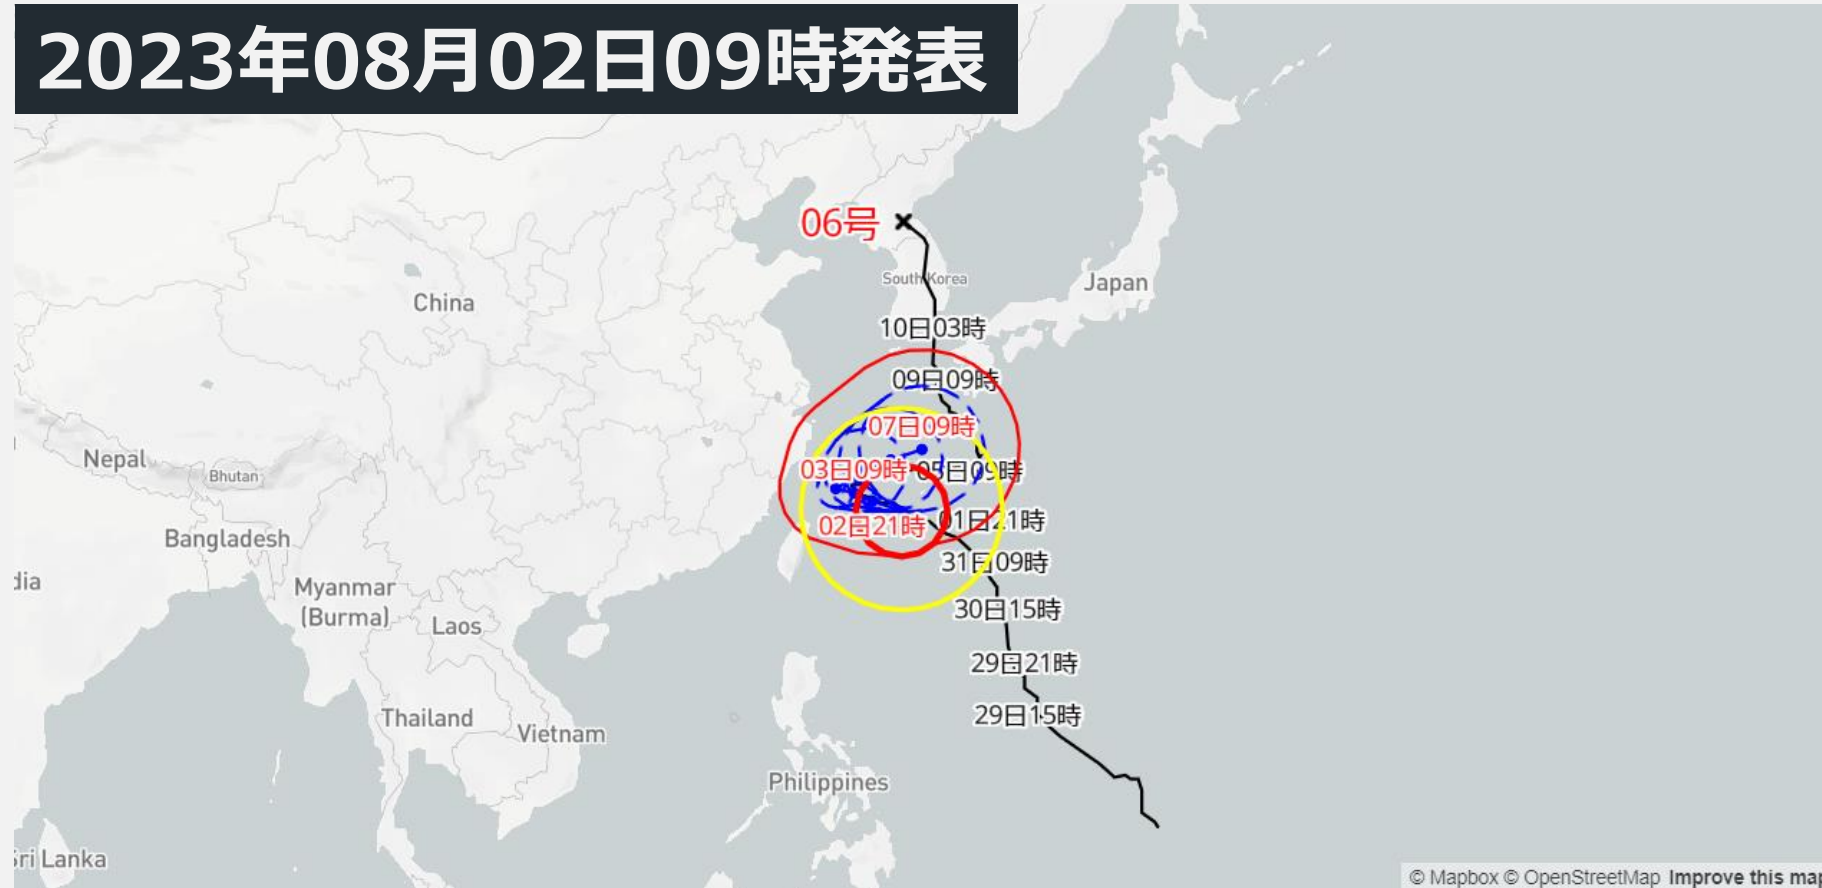 2023年08月02日09時発表
06号
South Korea
China
Japan
10日03時
09日09時
07日09時
Nepal
03日09時
05日09時
Bhutan
01日21時
02日21時
Bangladesh
31日09時
dia
Myanmar
(Burma)
30日15時
Laos
29日21時
29日15時
Thailand
Vietnam
Philippines
Sri Lanka
© Mapbox © OpenStreetMap Improve this map